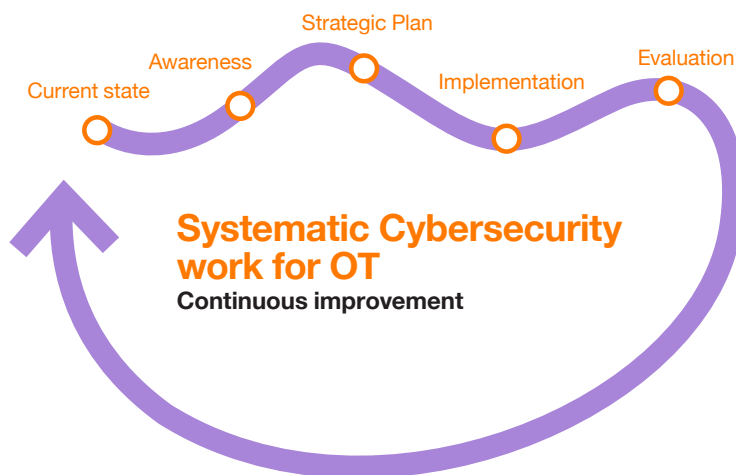 Strategic Plan
Awareness
Evaluation
Implementation
Current state
Systematic Cybersecurity
work for OT
Continuous improvement